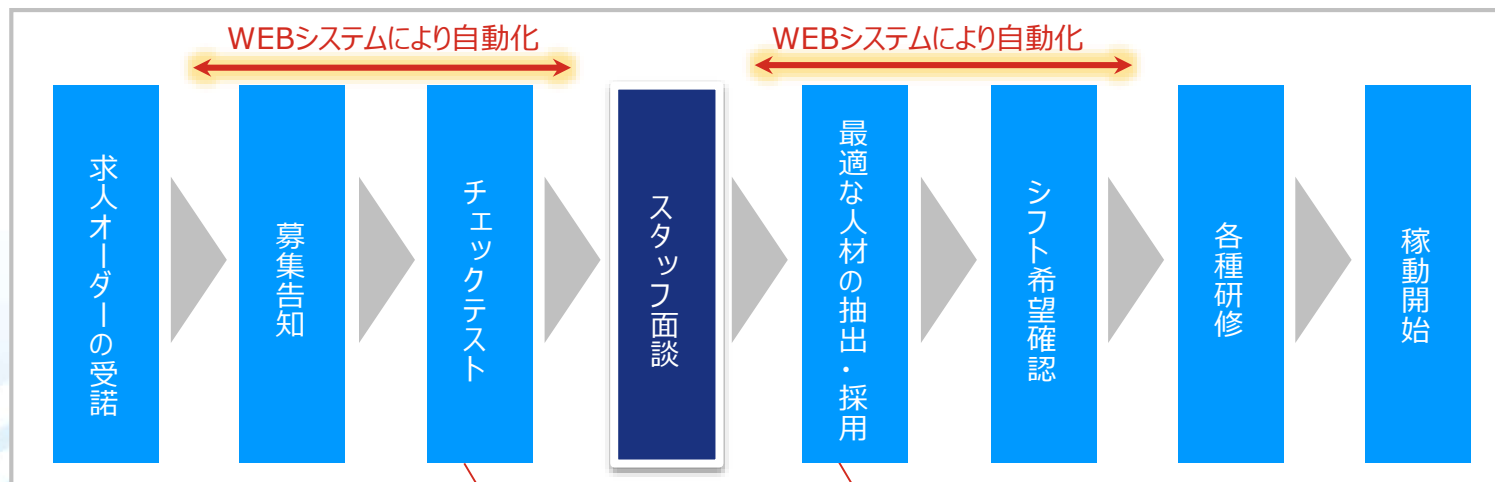 WEBシステムにより自動化
WEBシステムにより自動化
求人オーダーの受諾
募集告知
チェックテスト
スタッフ面談
最適な人材の抽出・採用
シフト希望確認
各種研修
稼動開始